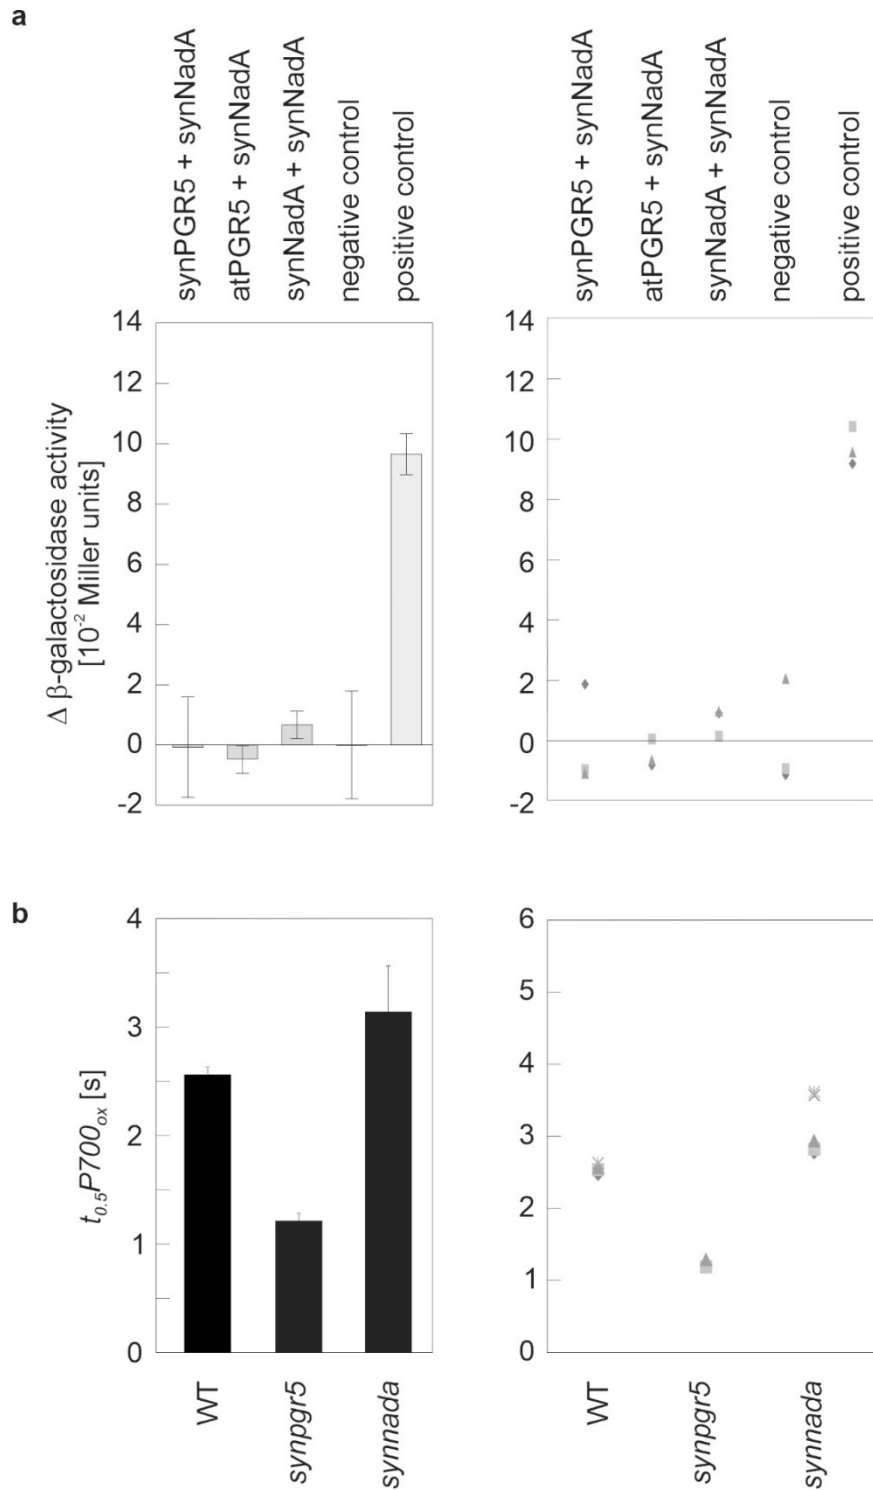 a
synPGR5 + synNadA
atPGR5 + synNadA
synNadA + synNadA
negative control
positive control
synPGR5 + synNadA
atPGR5 + synNadA
synNadA + synNadA
negative control
positive control
Δ β-galactosidase activity
[10⁻² Miller units]
14
12
10
8
6
4
2
0
-2
14
12
10
8
6
4
2
0
-2
b
t₀.₅P700ₒₓ [s]
4
3
2
1
0
WT
synpgr5
synnada
6
5
4
3
2
1
0
WT
synpgr5
synnada